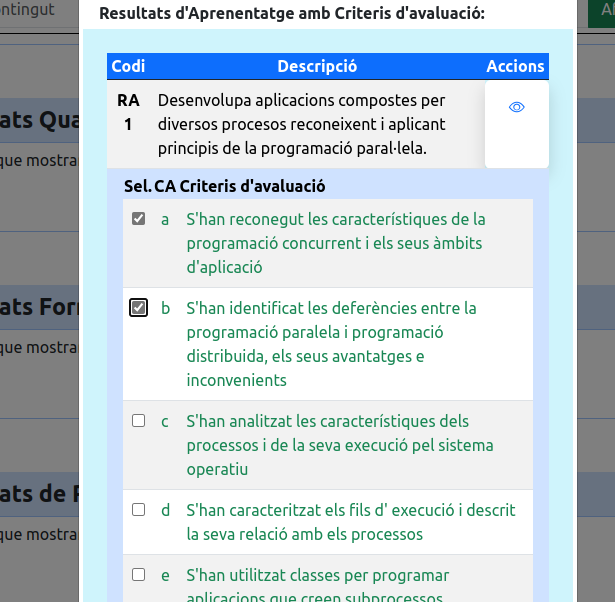 ntingut
Al
Resultats d'Aprenentatge amb Criteris d'avaluació:
Codi Descripció Accions
RA 1
Desenvolupa aplicacions compostes per
diversos procesos reconeixent i aplicant
principis de la programació paral·lela.
Sel. CA Criteris d'avaluació
a S'han reconegut les característiques de la
programació concurrent i els seus àmbits
d'aplicació
b S'han identificat les deferències entre la
programació paralela i programació
distribuida, els seus avantatges e
inconvenients
c S'han analitzat les característiques dels
processos i de la seva execució pel sistema
operatiu
d S'han caracteritzat els fils d' execució i descrit
la seva relació amb els processos
e S'han utilitzat classes per programar
aplicacions que creen subprocessos
ats Qua
que mostra
ats For
que mostra
ats de
que mostra